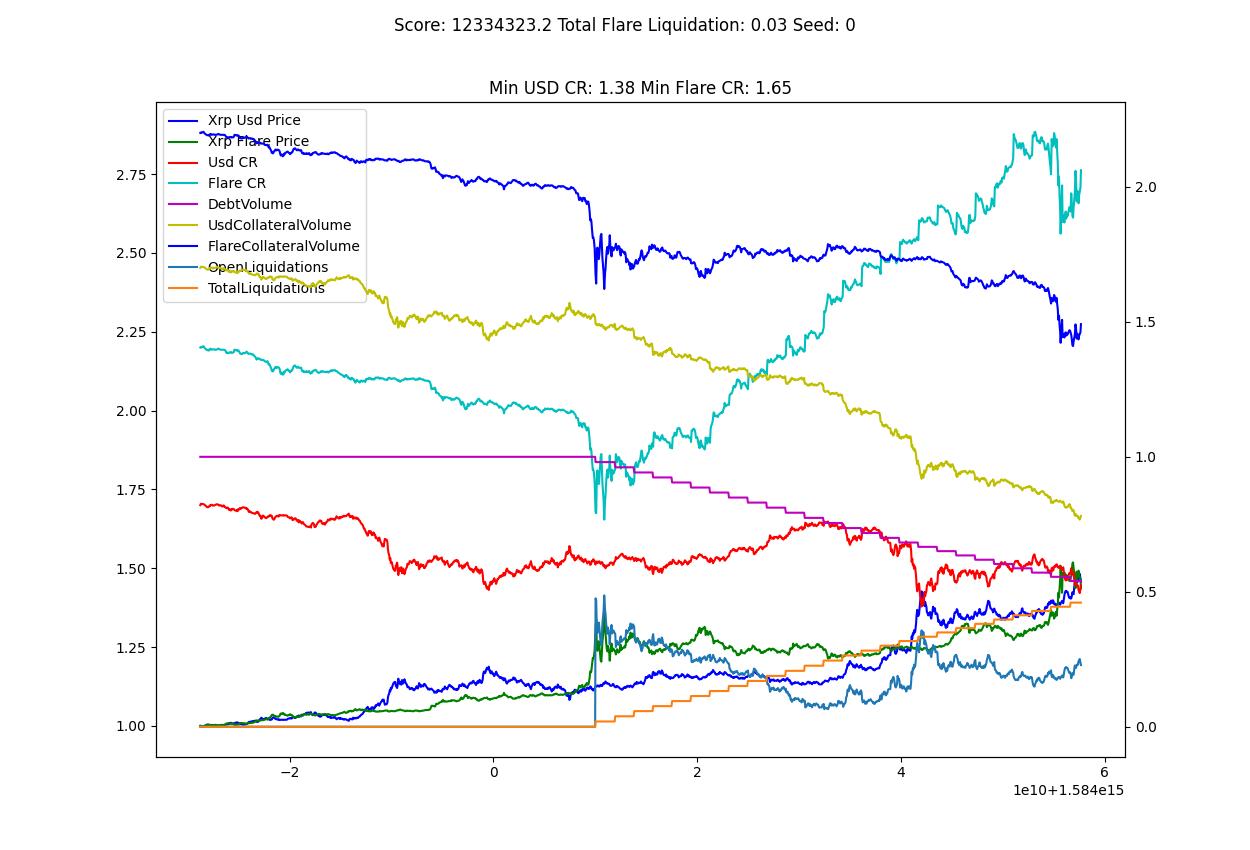 Score: 12334323.2 Total Flare Liquidation: 0.03 Seed: 0
Min USD CR: 1.38 Min Flare CR: 1.65
Xrp Usd Price
Xrp Flare Price
Usd CR
Flare CR
DebtVolume
UsdCollateralVolume
FlareCollateralVolume
OpenLiquidations
TotalLiquidations
2.75
2.50
2.25
2.00
1.75
1.50
1.25
1.00
2.0
1.5
1.0
0.5
0.0
−2 0 2 4 6
1e10+1.584e15